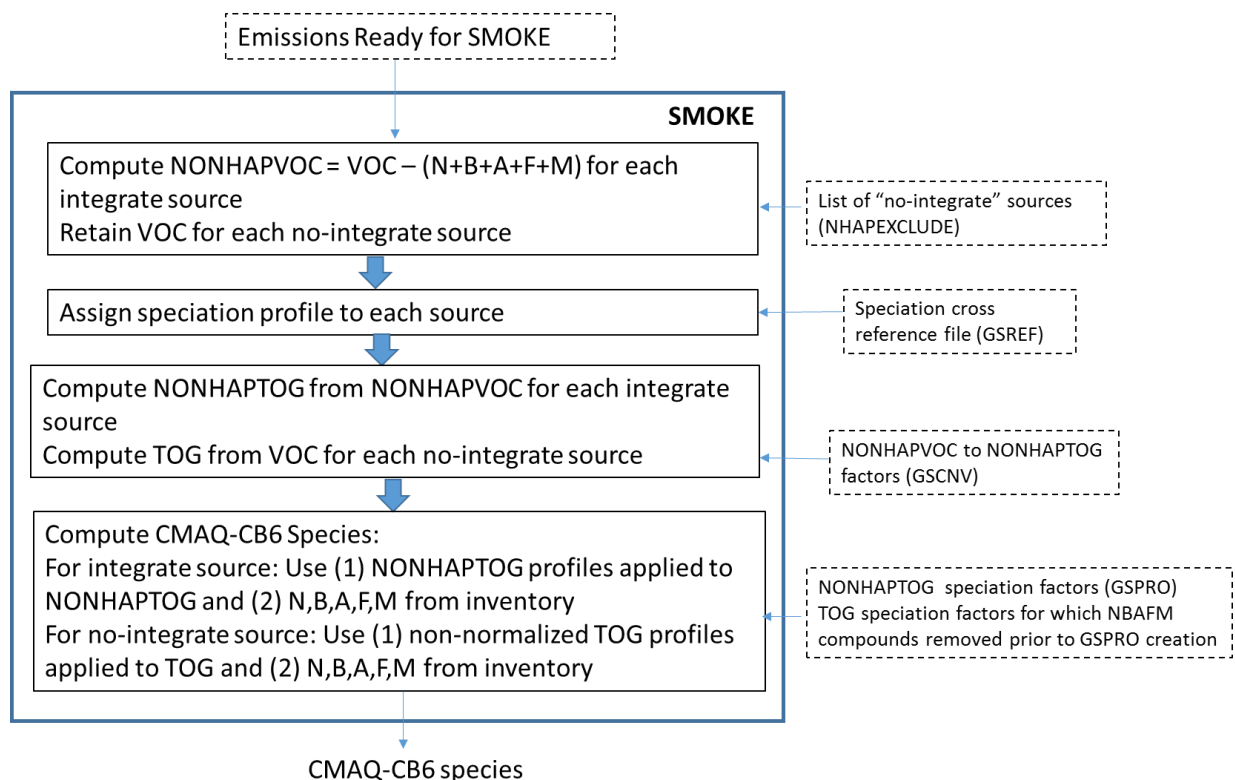 Emissions Ready for SMOKE
SMOKE
Compute NONHAPVOC = VOC – (N+B+A+F+M) for each
integrate source
Retain VOC for each no-integrate source
List of “no-integrate” sources
(NHAPEXCLUDE)
Assign speciation profile to each source
Speciation cross
reference file (GSREF)
Compute NONHAPTOG from NONHAPVOC for each integrate
source
Compute TOG from VOC for each no-integrate source
NONHAPVOC to NONHAPTOG
factors (GSCNV)
Compute CMAQ-CB6 Species:
For integrate source: Use (1) NONHAPTOG profiles applied to
NONHAPTOG and (2) N,B,A,F,M from inventory
For no-integrate source: Use (1) non-normalized TOG profiles
applied to TOG and (2) N,B,A,F,M from inventory
NONHAPTOG speciation factors (GSPRO)
TOG speciation factors for which NBAFM
compounds removed prior to GSPRO creation
CMAQ-CB6 species